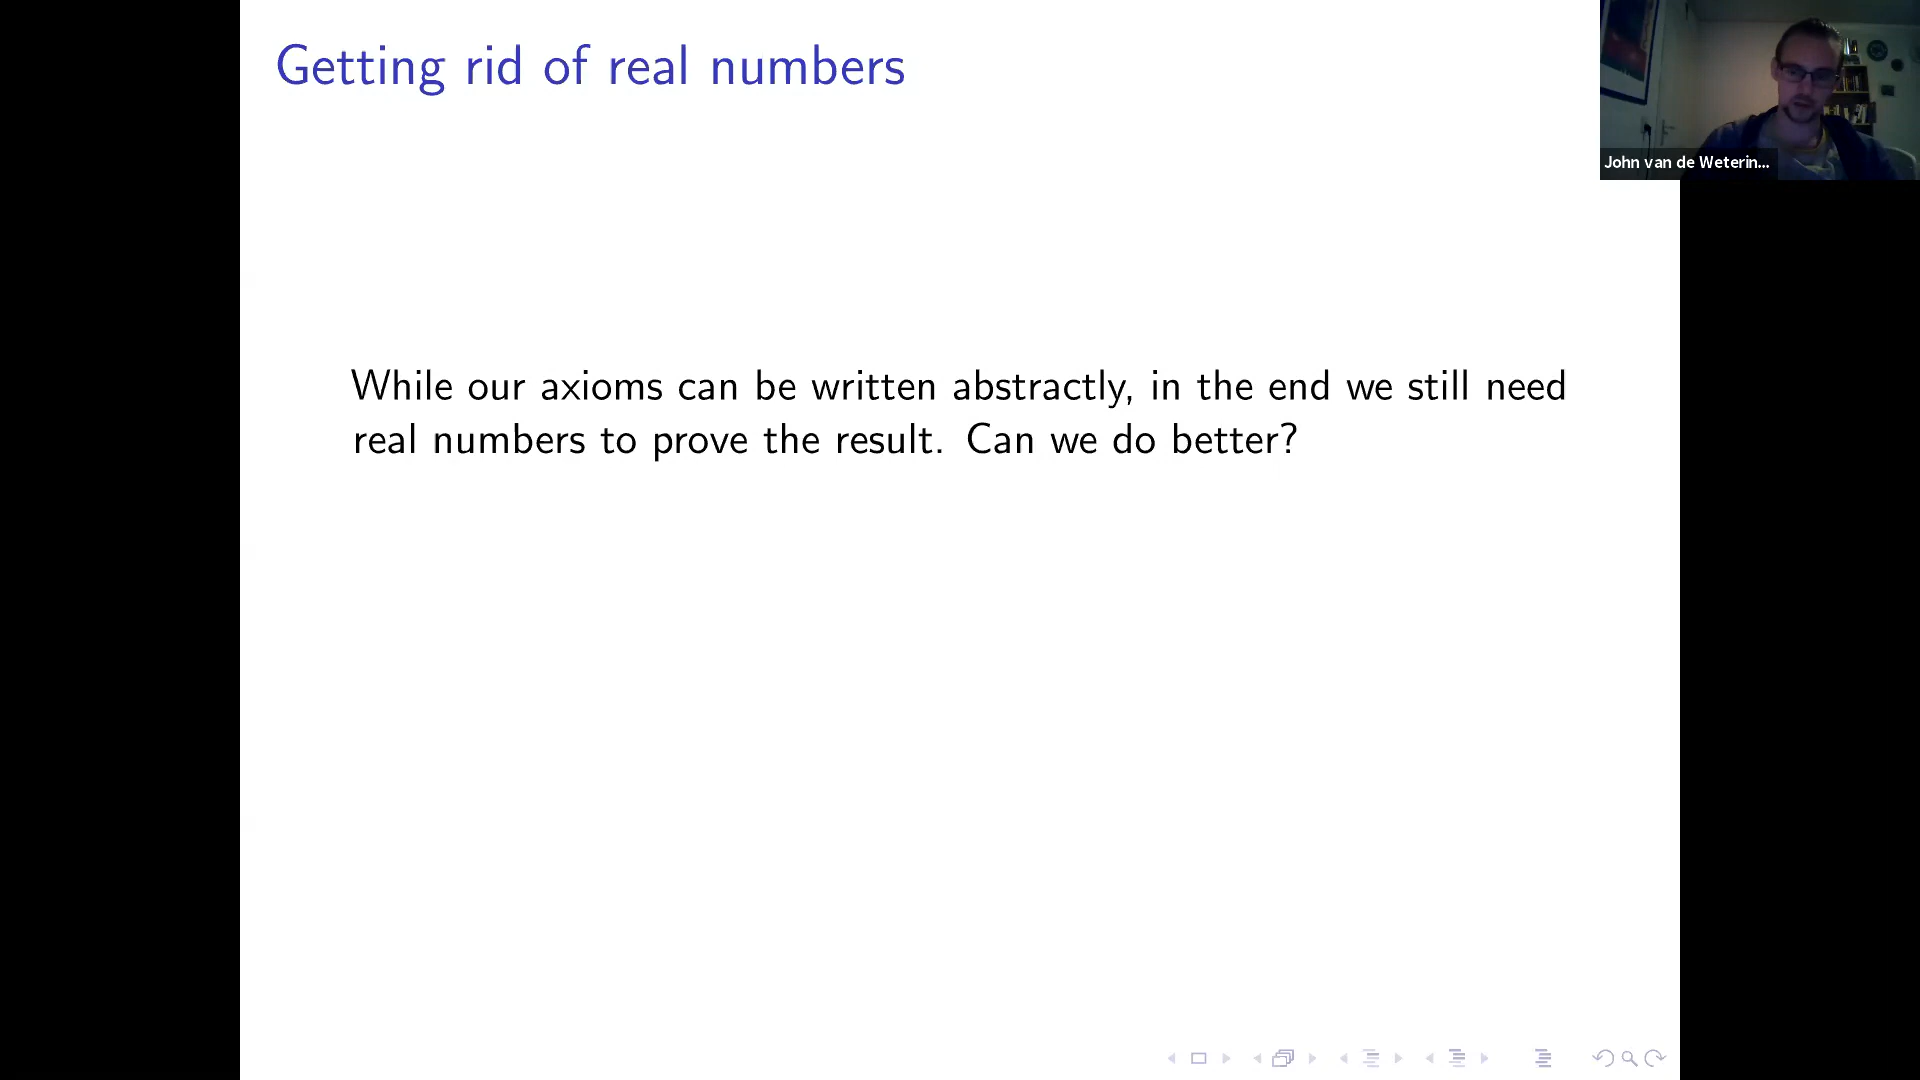 Getting rid of real numbers
John van de Weterin...
While our axioms can be written abstractly, in the end we still need
real numbers to prove the result. Can we do better?